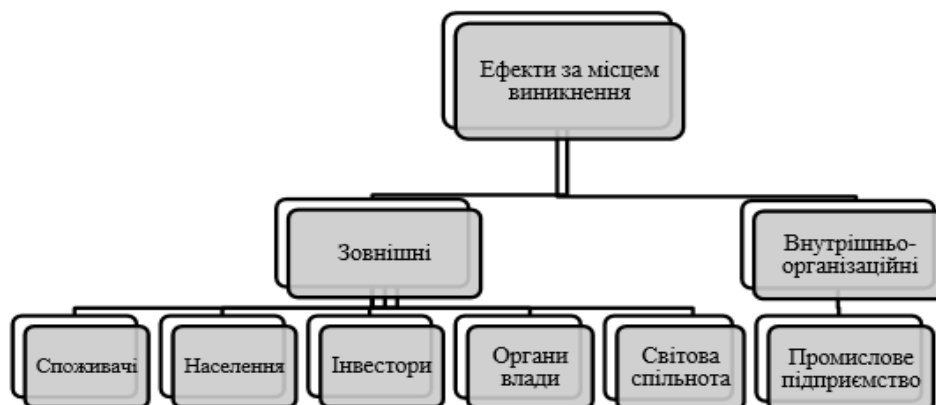 Ефекти за місцем
виникнення
Зовнішні
Внутрішньо-
організаційні
Споживачі
Населення
Інвестори
Органи
влади
Світова
спільнота
Промислове
підприємство